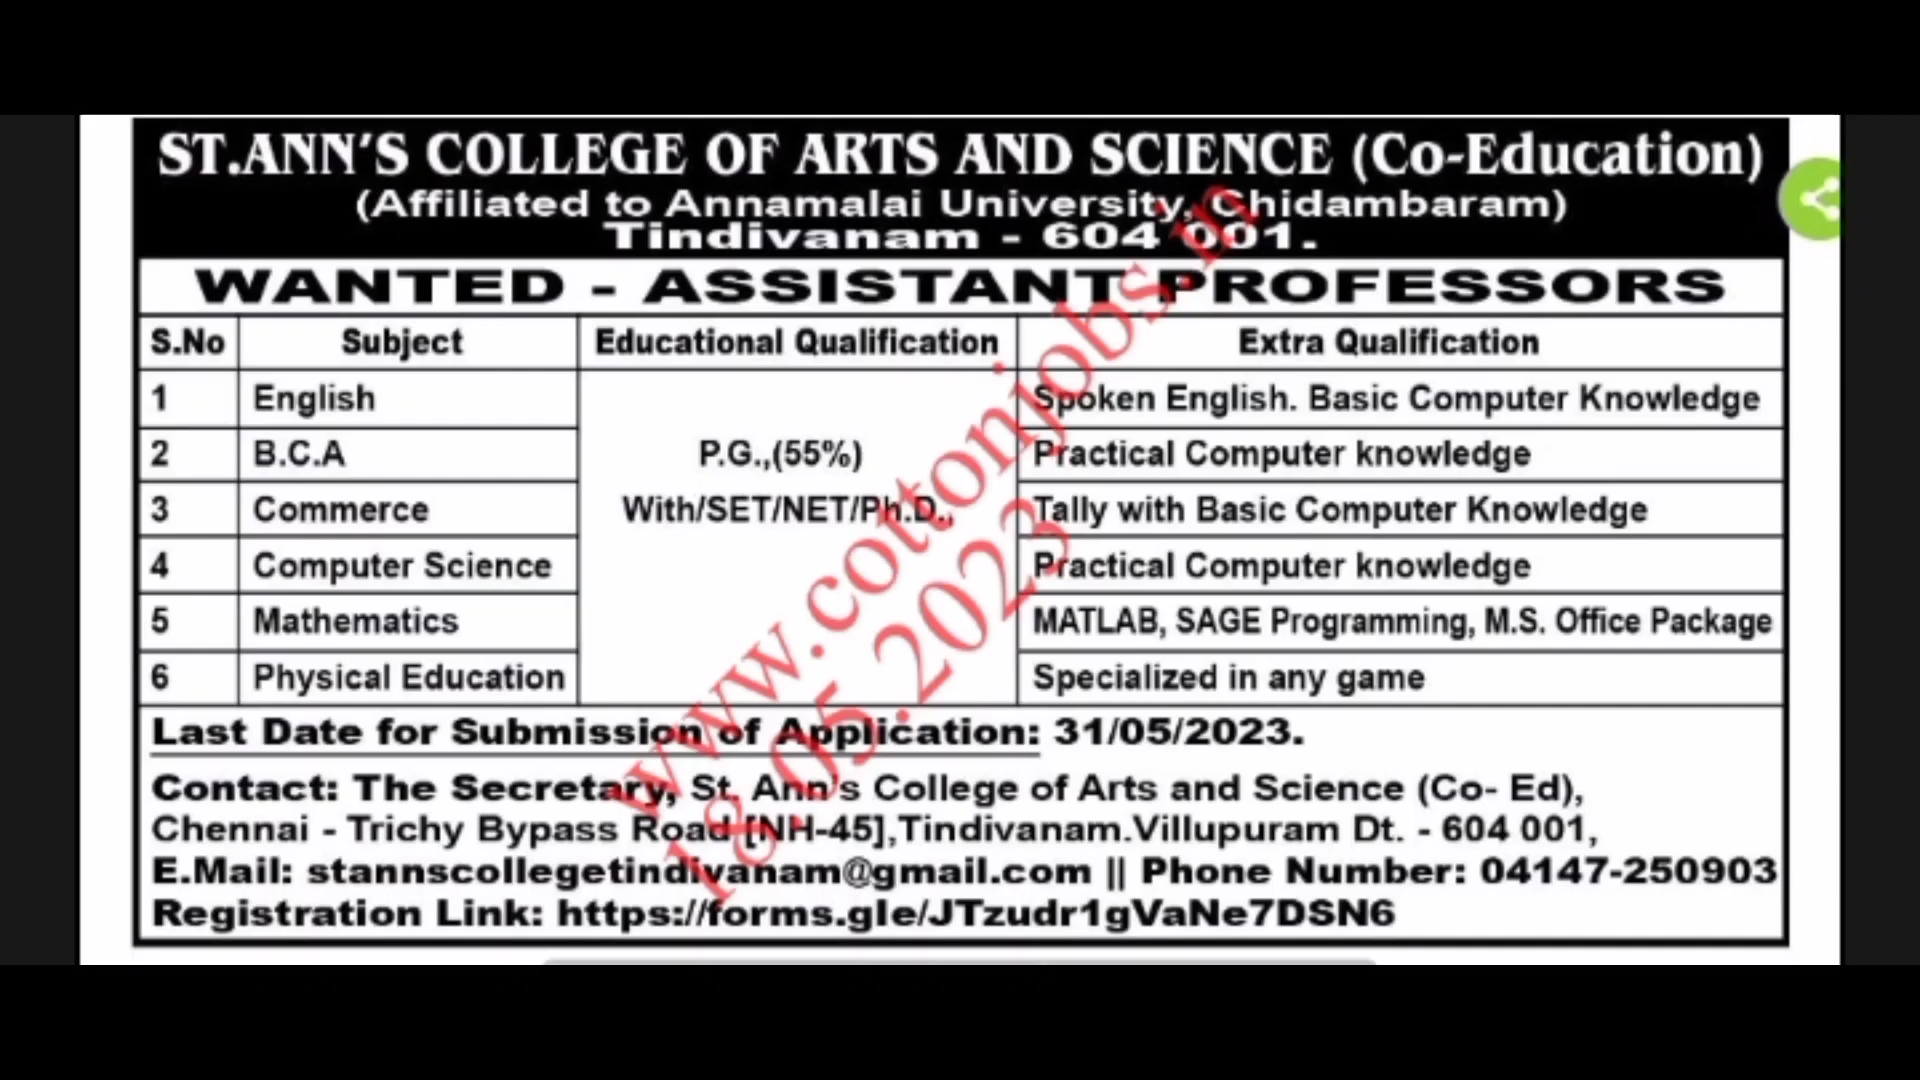 ST.ANN'S COLLEGE OF ARTS AND SCIENCE (Co-Education)
(Affiliated to Annamalai University, Chidambaram)
Tindivanam - 604 001.
WANTED - ASSISTANT PROFESSORS
S.No Subject Educational Qualification Extra Qualification
1 English Spoken English. Basic Computer Knowledge
2 B.C.A P.G.,(55%) Practical Computer knowledge
3 Commerce With/SET/NET/Ph.D., Tally with Basic Computer Knowledge
4 Computer Science Practical Computer knowledge
5 Mathematics MATLAB, SAGE Programming, M.S. Office Package
6 Physical Education Specialized in any game
Last Date for Submission of Application: 31/05/2023.
Contact: The Secretary, St. Ann's College of Arts and Science (Co- Ed),
Chennai - Trichy Bypass Road [NH-45],Tindivanam.Villupuram Dt. - 604 001,
E.Mail: stannscollegetindivanam@gmail.com || Phone Number: 04147-250903
Registration Link: https://forms.gle/JTzudr1gVaNe7DSN6
www.cottonjobs.in
18.05.2023